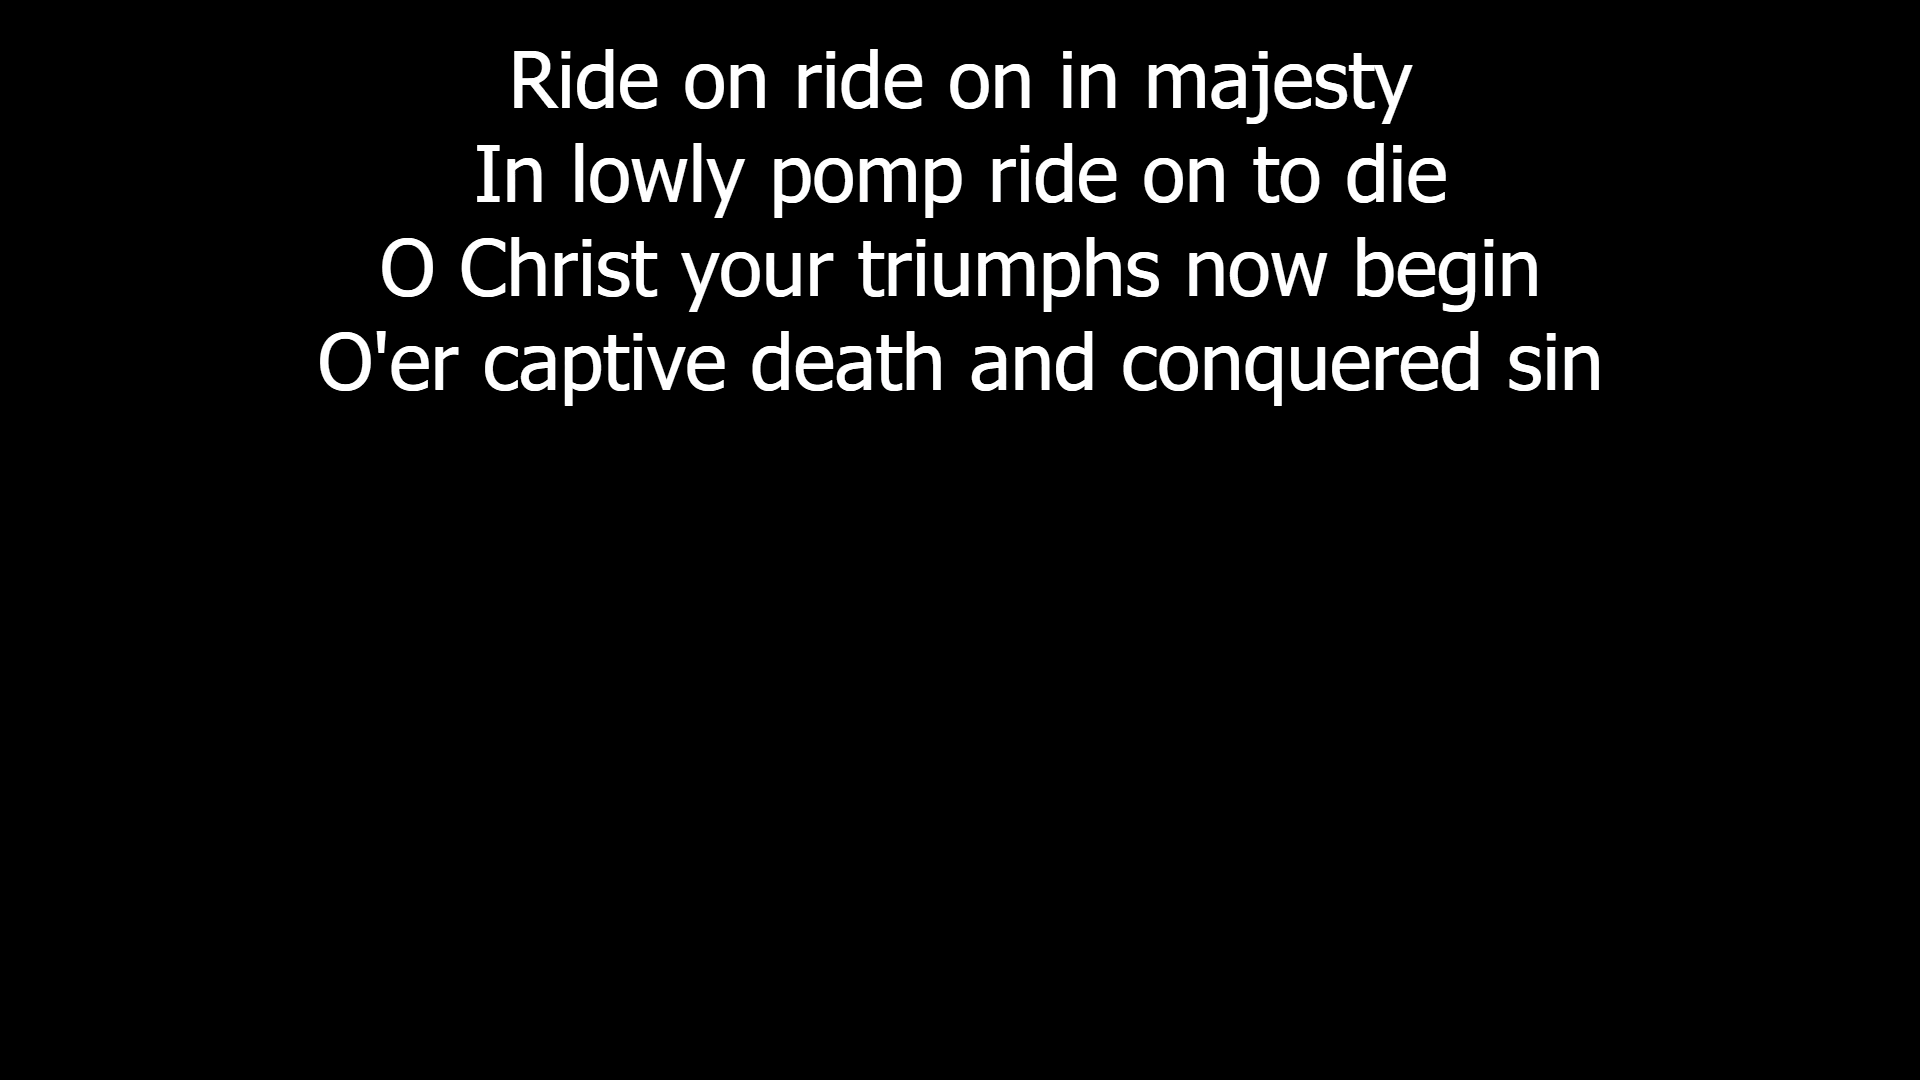 Ride on ride on in majesty
In lowly pomp ride on to die
O Christ your triumphs now begin
O'er captive death and conquered sin